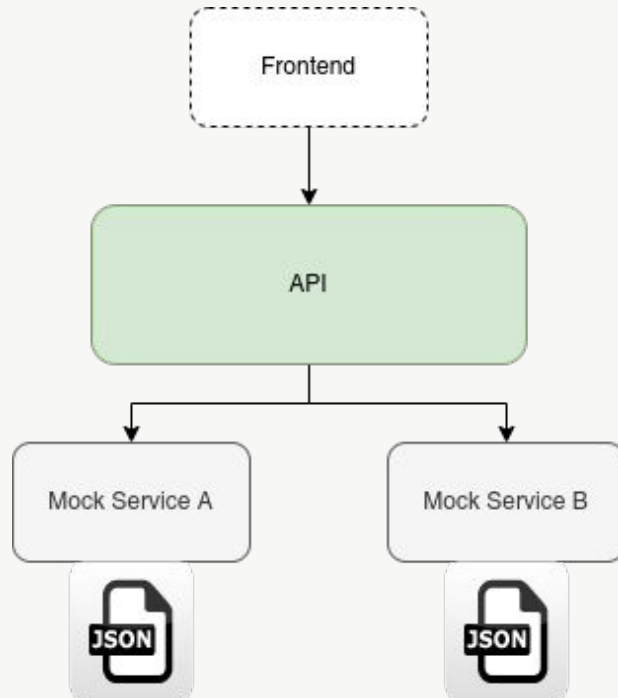 Frontend
API
Mock Service A
Mock Service B
JSON
JSON